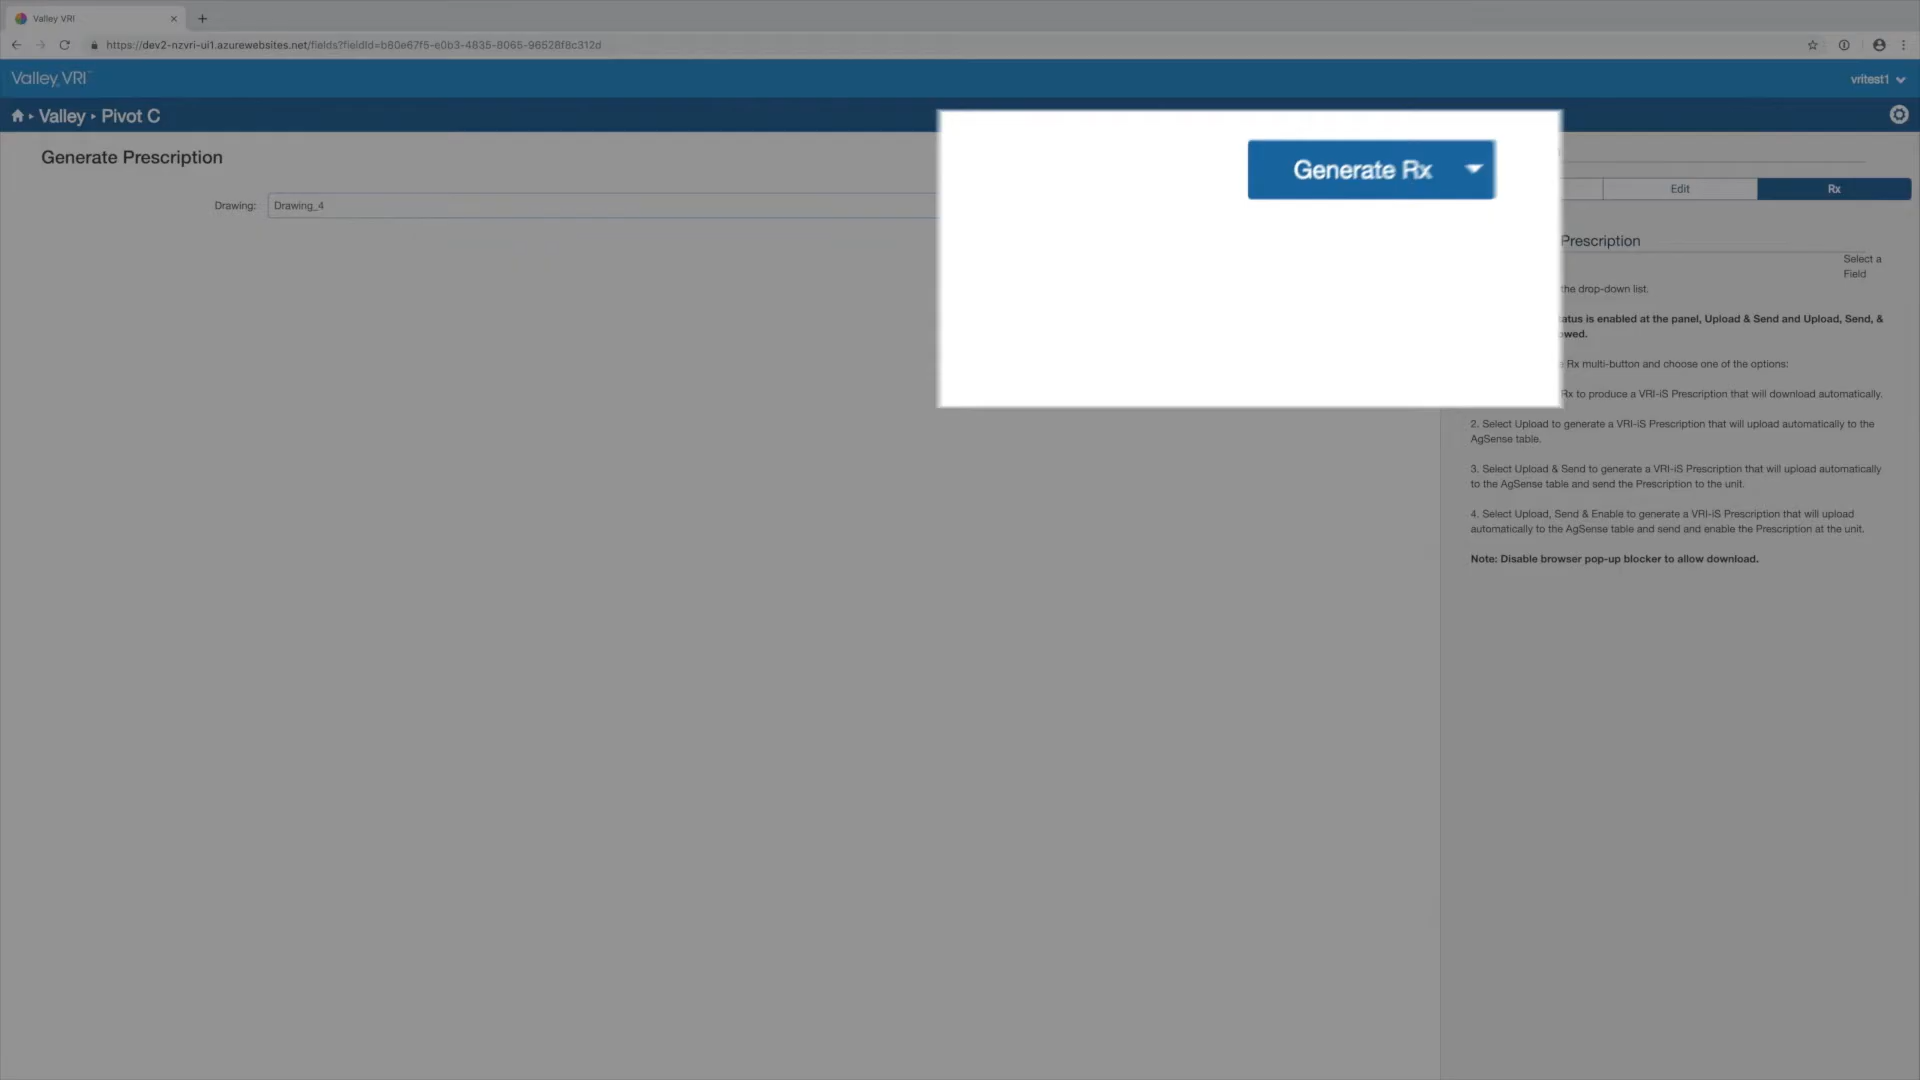 Valley VRI
https://dev2-nzvri-ui1.azurewebsites.net/fields?fieldId=b80e67f5-e0b3-4835-8065-96528f8c312d
Valley VRI
vritest1
Valley Pivot C
Generate Prescription
Generate Rx
Edit
Rx
Drawing:
Drawing_4
Prescription
Select a
Field
the drop-down list.
atus is enabled at the panel, Upload & Send and Upload, Send, &
owed.
Rx multi-button and choose one of the options:
Rx to produce a VRI-iS Prescription that will download automatically.
2. Select Upload to generate a VRI-iS Prescription that will upload automatically to the
AgSense table.
3. Select Upload & Send to generate a VRI-iS Prescription that will upload automatically
to the AgSense table and send the Prescription to the unit.
4. Select Upload, Send & Enable to generate a VRI-iS Prescription that will upload
automatically to the AgSense table and send and enable the Prescription at the unit.
Note: Disable browser pop-up blocker to allow download.